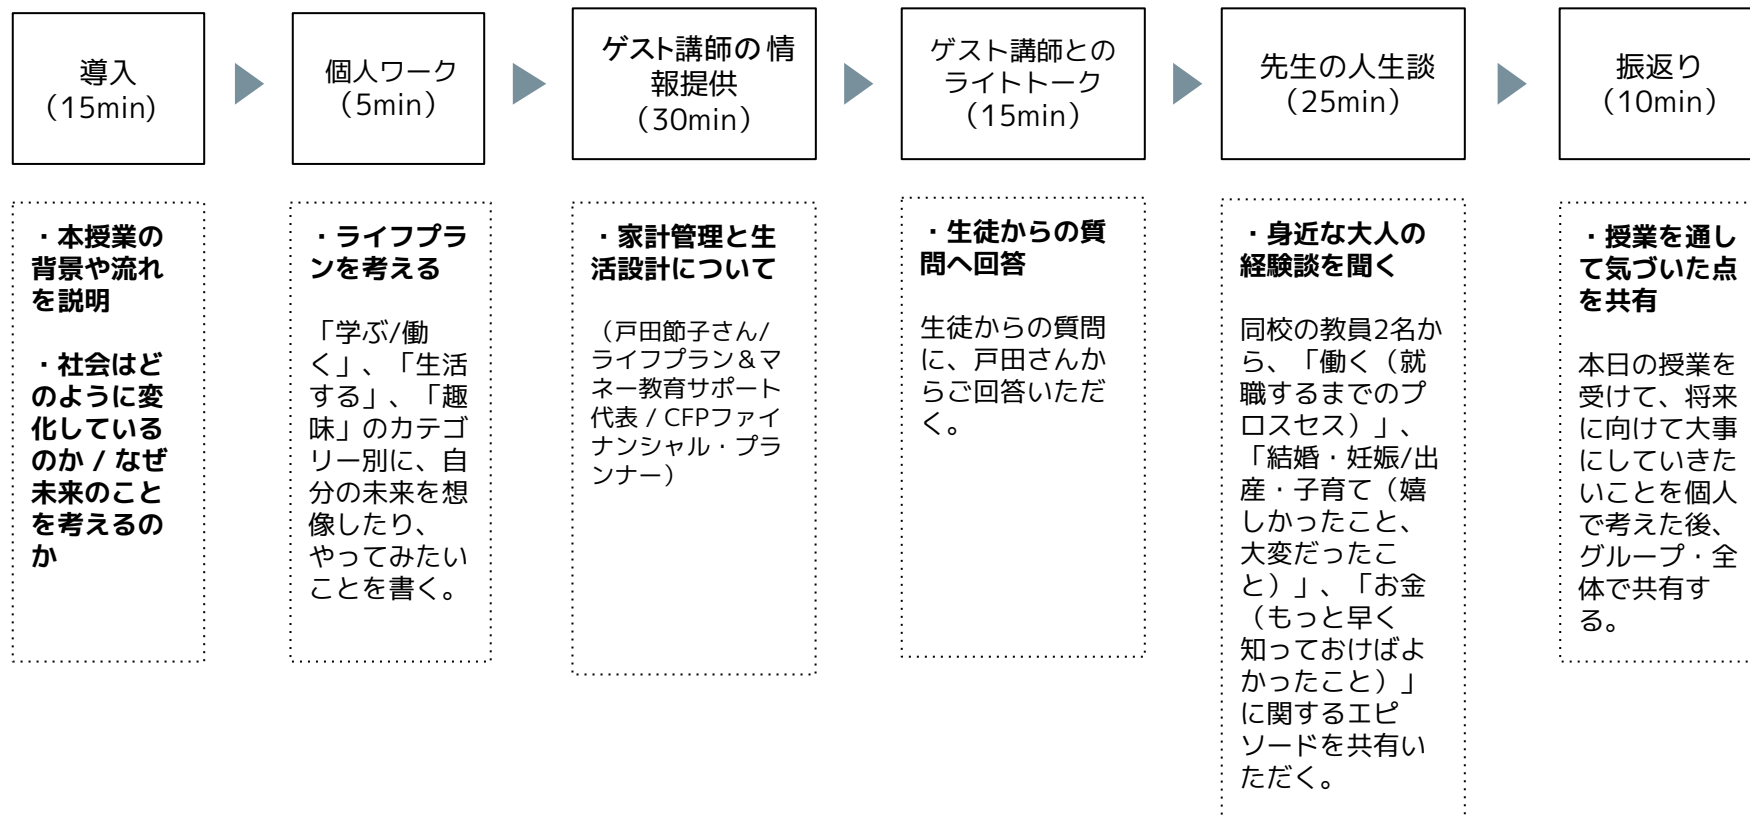 導入
（15min）
個人ワーク
（5min）
ゲスト講師の 情
報提供
（30min）
ゲスト講師との
ライトトーク
（15min）
先生の人生談
（25min）
振返り
（10min）
・本授業の
背景や流れ
を説明
・社会はど
のように変
化している
のか / なぜ
未来のこと
を考えるの
か
・ライフプラ
ンを考える
「学ぶ/働
く」、「生活
する」、「趣
味」のカテゴ
リー別に、自
分の未来を想
像したり、
やってみたい
ことを書く。
・家計管理と生
活設計について
（戸田節子さん/
ライフプラン＆マ
ネー教育サポート
代表 / CFPファイ
ナンシャル・プラ
ンナー）
・生徒からの質
問へ回答
生徒からの質問
に、戸田さんか
らご回答いただ
く。
・身近な大人の
経験談を聞く
同校の教員2名か
ら、「働く（就
職するまでのプ
ロスセス）」、
「結婚・妊娠/出
産・子育て（嬉
しかったこと、
大変だったこ
と）」、「お金
（もっと早く
知っておけばよ
かったこと）」
に関するエピ
ソードを共有い
ただく。
・授業を通し
て気づいた点
を共有
本日の授業を
受けて、将来
に向けて大事
にしていきた
いことを個人
で考えた後、
グループ・全
体で共有す
る。